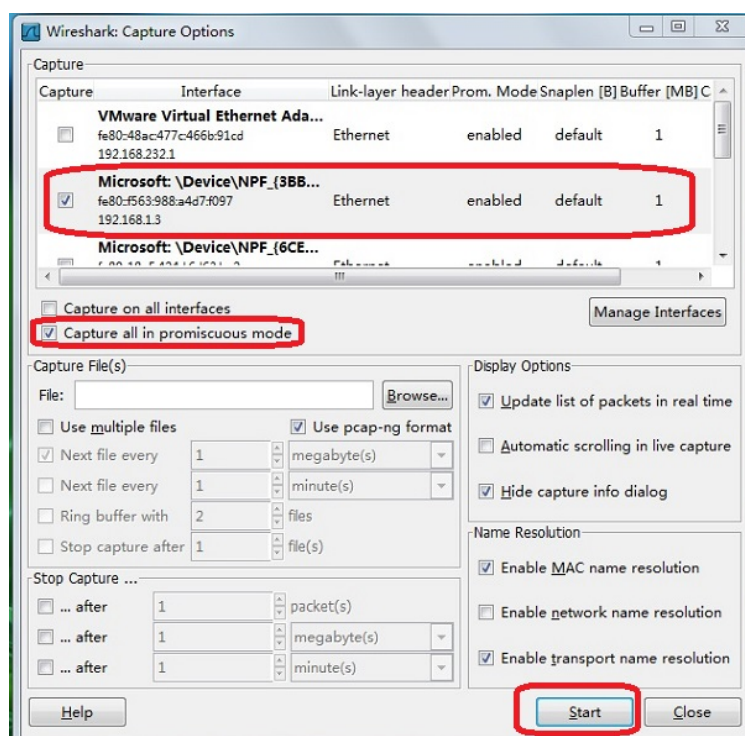 Wireshark: Capture Options
Capture
Capture Interface Link-layer header Prom. Mode Snaplen [B] Buffer [MB] C
VMware Virtual Ethernet Ada...
fe80::48ac:477c:466b:91cd Ethernet enabled default 1
192.168.232.1
Microsoft: \Device\NPF_{3BB...
fe80::f563:988:a4d7:f097 Ethernet enabled default 1
192.168.1.3
Microsoft: \Device\NPF_{6CE...
Capture on all interfaces
Manage Interfaces
Capture all in promiscuous mode
Capture File(s)
File: Browse...
Use multiple files Use pcap-ng format
Next file every 1 megabyte(s)
Next file every 1 minute(s)
Ring buffer with 2 files
Stop capture after 1 file(s)
Display Options
Update list of packets in real time
Automatic scrolling in live capture
Hide capture info dialog
Name Resolution
Enable MAC name resolution
Enable network name resolution
Enable transport name resolution
Stop Capture ...
... after 1 packet(s)
... after 1 megabyte(s)
... after 1 minute(s)
Help Start Close